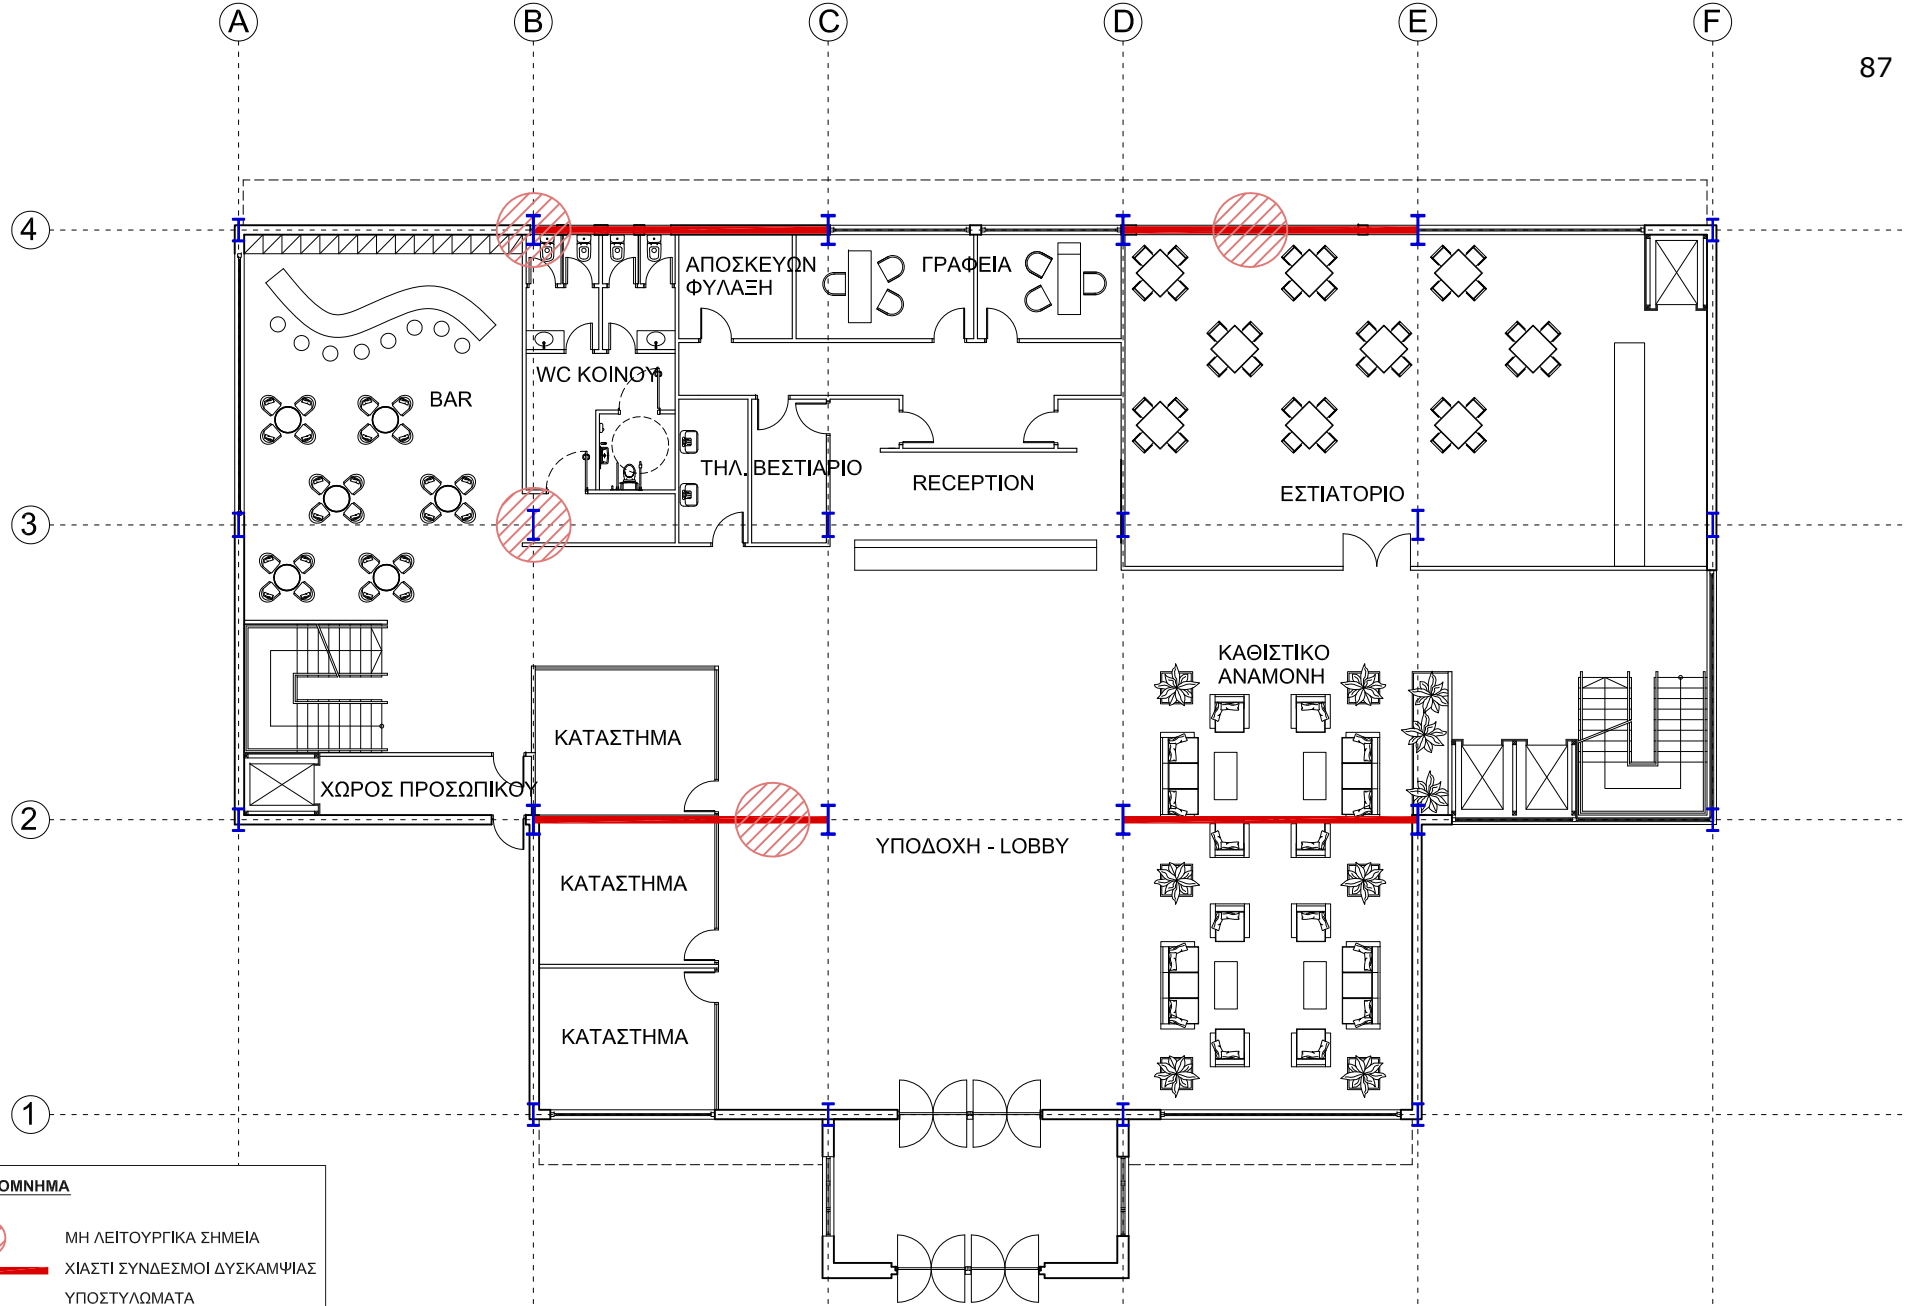 A B C D E F
87
4
ΑΠΟΣΚΕΥΩΝ
ΦΥΛΑΞΗ
ΓΡΑΦΕΙΑ
WC ΚΟΙΝΟΥ
BAR
ΤΗΛ. ΒΕΣΤΙΑΡΙΟ
RECEPTION
ΕΣΤΙΑΤΟΡΙΟ
3
ΚΑΘΙΣΤΙΚΟ
ΑΝΑΜΟΝΗ
ΚΑΤΑΣΤΗΜΑ
ΧΩΡΟΣ ΠΡΟΣΩΠΙΚΟΥ
2
ΥΠΟΔΟΧΗ - LOBBY
ΚΑΤΑΣΤΗΜΑ
ΚΑΤΑΣΤΗΜΑ
1
ΟΜΝΗΜΑ
ΜΗ ΛΕΙΤΟΥΡΓΙΚΑ ΣΗΜΕΙΑ
ΧΙΑΣΤΙ ΣΥΝΔΕΣΜΟΙ ΔΥΣΚΑΜΨΙΑΣ
ΥΠΟΣΤΥΛΩΜΑΤΑ